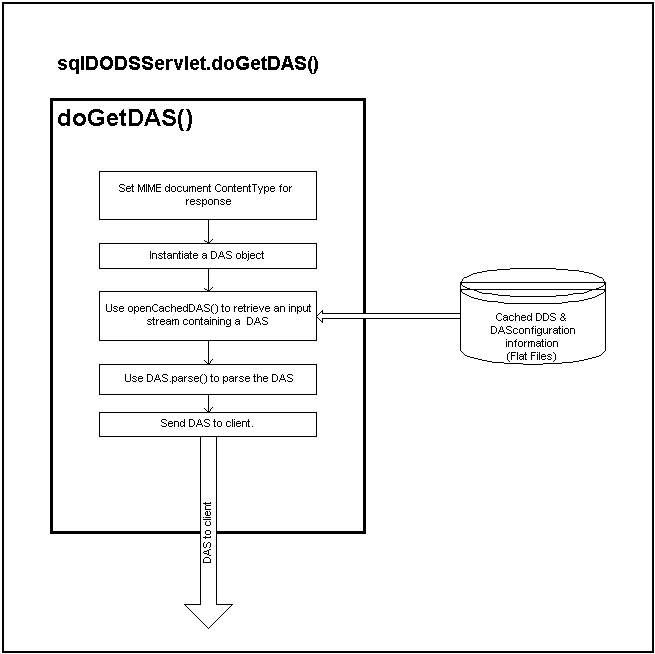 sqlDODSServlet.doGetDAS()
doGetDAS()
Set MIME document ContentType for
response
Instantiate a DAS object
Use openCachedDAS() to retrieve an input
stream containing a DAS
Cached DDS &
DASconfiguration
information
(Flat Files)
Use DAS.parse() to parse the DAS
Send DAS to client.
DAS to client